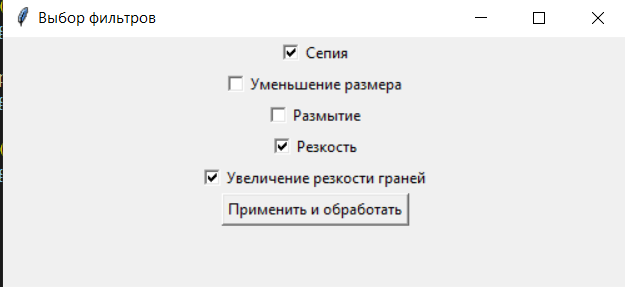 Выбор фильтров
Сепия
Уменьшение размера
Размытие
Резкость
Увеличение резкости граней
Применить и обработать